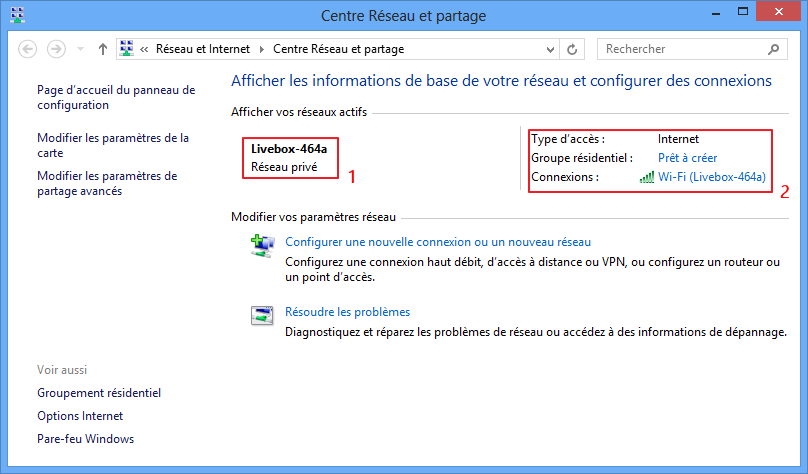 Centre Réseau et partage
« Réseau et Internet Centre Réseau et partage
Rechercher
Page d'accueil du panneau de
configuration
Modifier les paramètres de la
carte
Modifier les paramètres de
partage avancés
Voir aussi
Groupement résidentiel
Options Internet
Pare-feu Windows
Afficher les informations de base de votre réseau et configurer des connexions
Afficher vos réseaux actifs
Livebox-464a
Réseau privé
1
Type d'accès : Internet
Groupe résidentiel : Prêt à créer
Connexions : Wi-Fi (Livebox-464a)
2
Modifier vos paramètres réseau
Configurer une nouvelle connexion ou un nouveau réseau
Configurez une connexion haut débit, d'accès à distance ou VPN, ou configurez un routeur ou
un point d'accès.
Résoudre les problèmes
Diagnostiquez et réparez les problèmes de réseau ou accédez à des informations de dépannage.